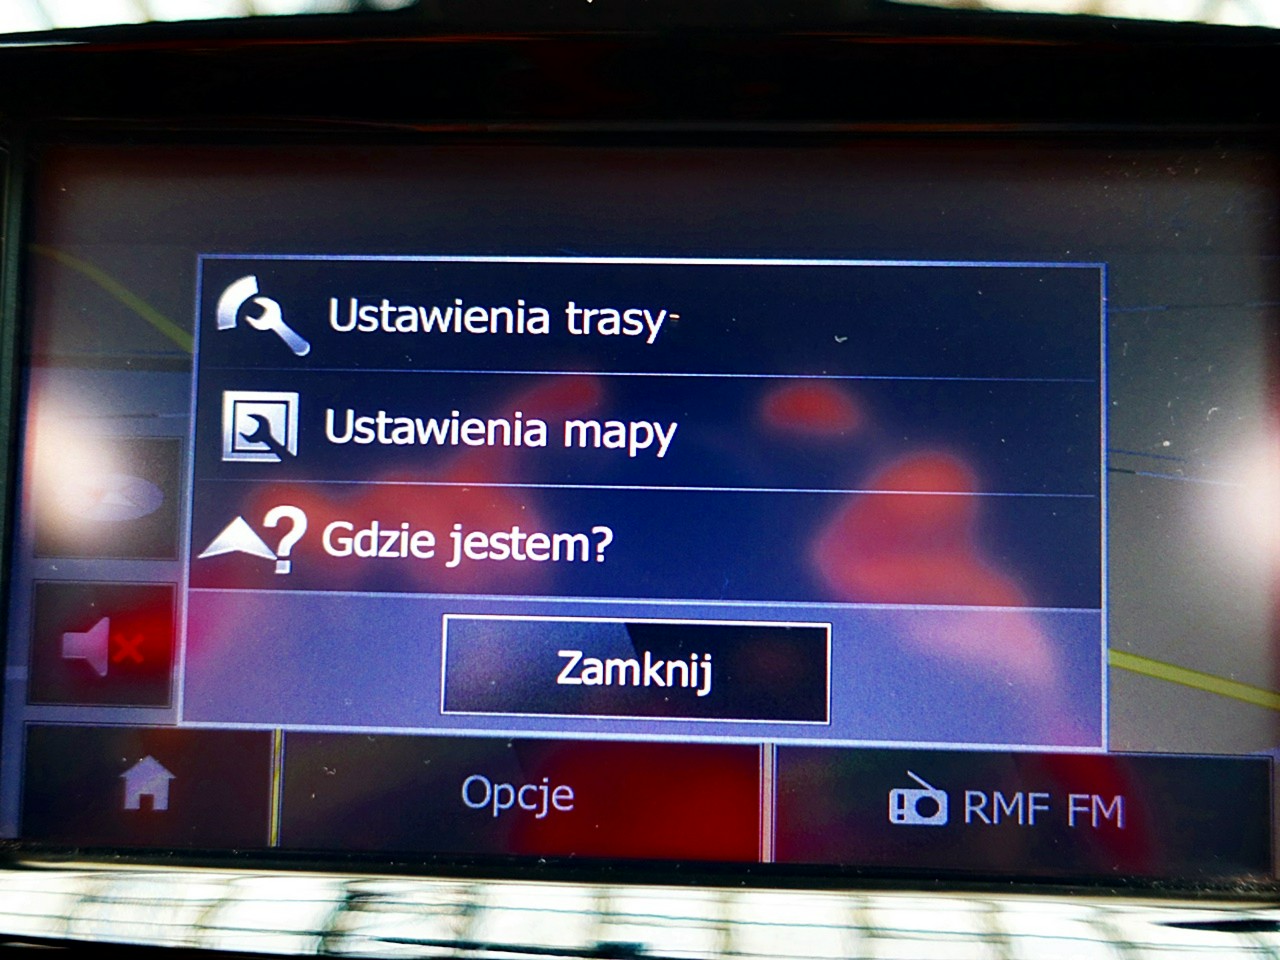 Ustawienia trasy
Ustawienia mapy
Gdzie jestem?
Zamknij
Opcje
RMF FM